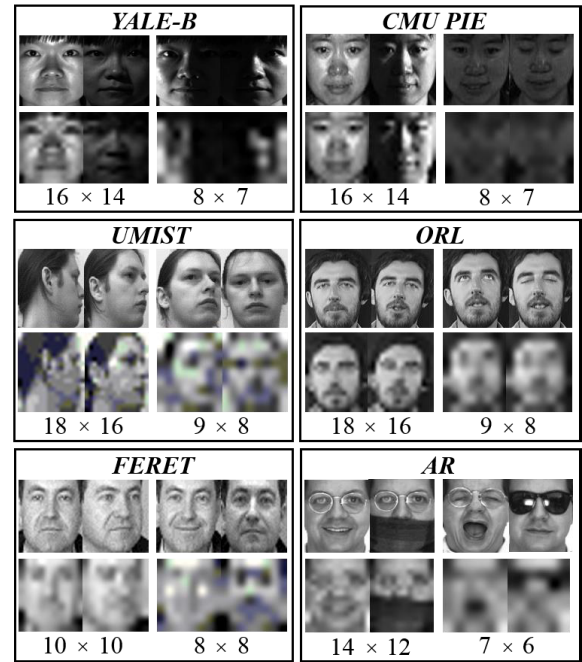 YALE-B
16 × 14 8 × 7
CMU PIE
16 × 14 8 × 7
UMIST
18 × 16 9 × 8
ORL
18 × 16 9 × 8
FERET
10 × 10 8 × 8
AR
14 × 12 7 × 6